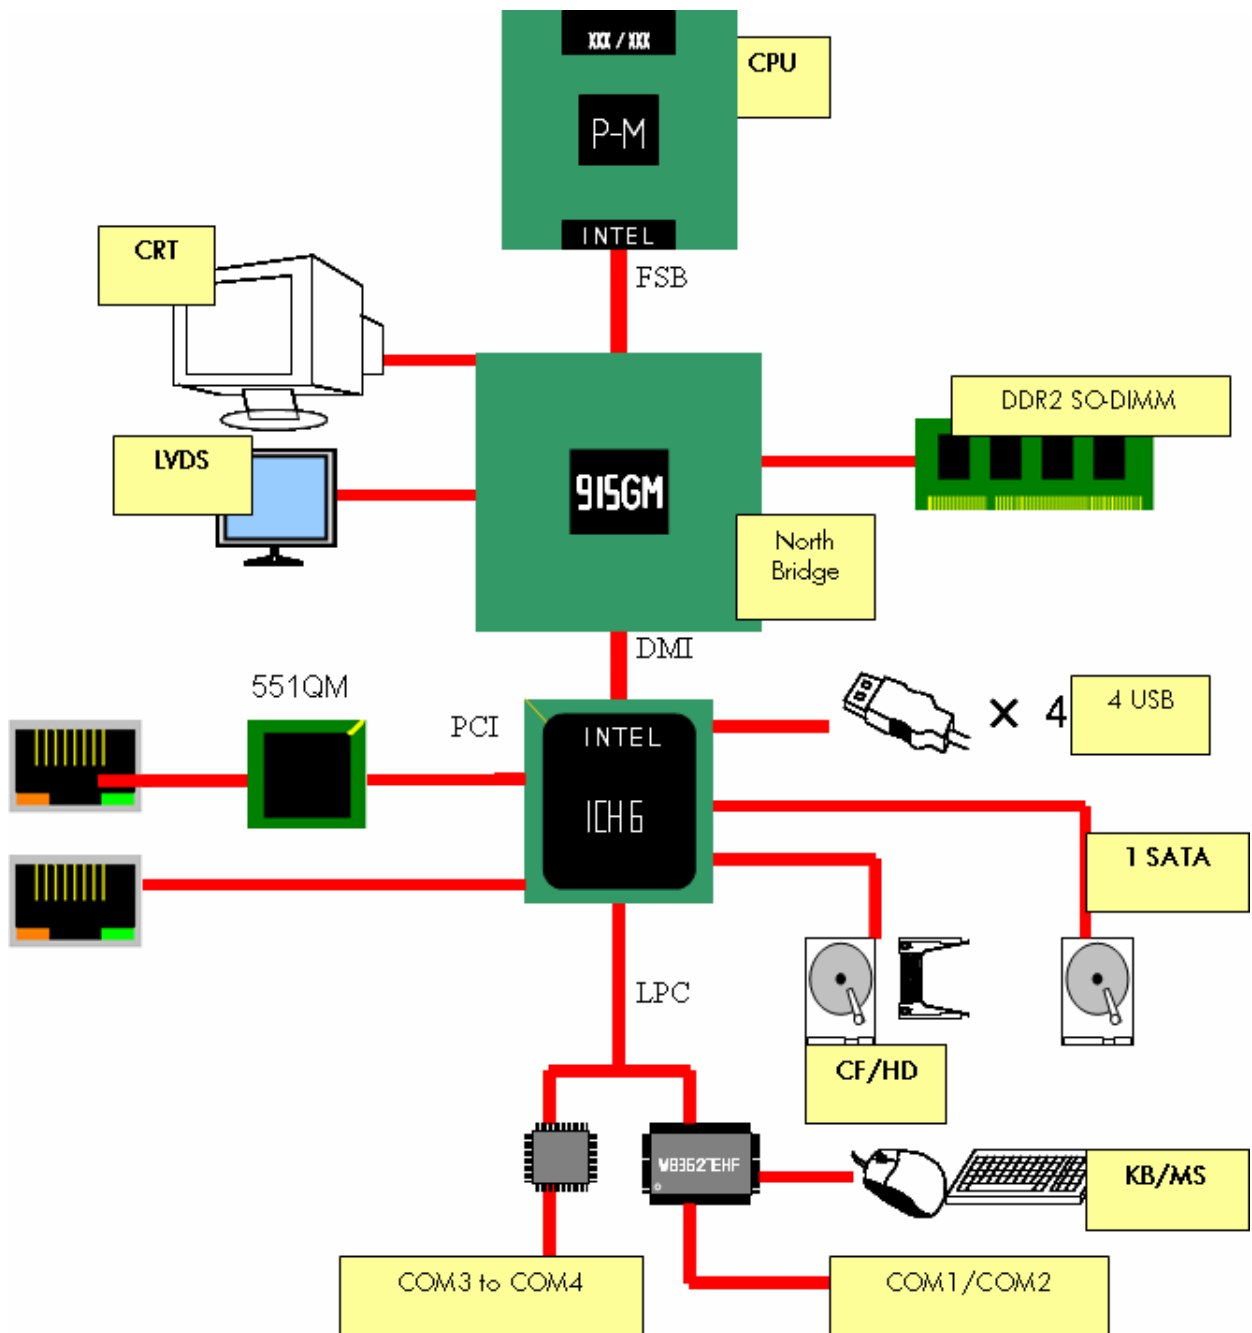 XXX / XXX
CPU
P-M
INTEL
CRT
FSB
DDR2 SO-DIMM
LVDS
915GM
North
Bridge
DMI
551QM
PCI
INTEL
× 4
4 USB
ICH6
1 SATA
LPC
CF/HD
W83627EHF
KB/MS
COM3 to COM4
COM1/COM2